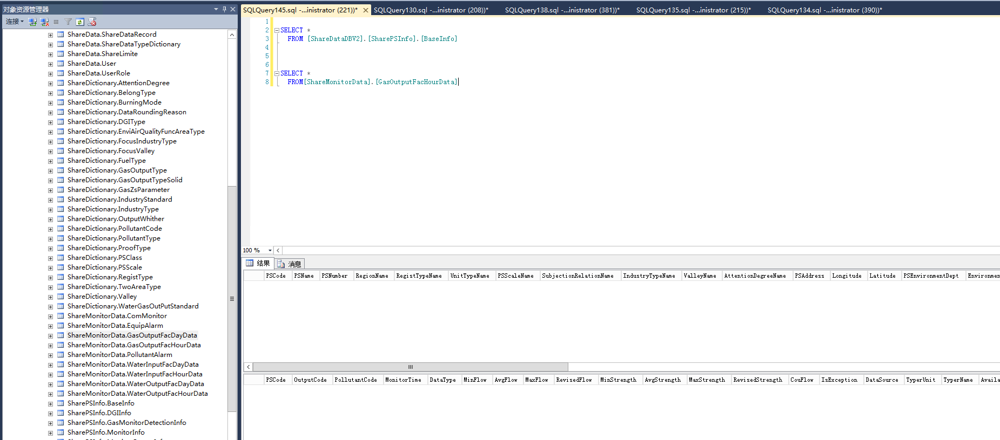 对象资源管理器
连接
ShareData.ShareDataRecord
ShareData.ShareDataTypeDictionary
ShareData.ShareLimite
ShareData.User
ShareData.UserRole
ShareDictionary.AttentionDegree
ShareDictionary.BelongType
ShareDictionary.BurningMode
ShareDictionary.DataRoundingReason
ShareDictionary.DGIType
ShareDictionary.EnviAirQualityFuncAreaType
ShareDictionary.FocusIndustryType
ShareDictionary.FocusValley
ShareDictionary.FuelType
ShareDictionary.GasOutputType
ShareDictionary.GasOutputTypeSolid
ShareDictionary.GasZsParameter
ShareDictionary.IndustryStandard
ShareDictionary.IndustryType
ShareDictionary.OutputWhither
ShareDictionary.PollutantCode
ShareDictionary.PollutantType
ShareDictionary.ProofType
ShareDictionary.PSClass
ShareDictionary.PSScale
ShareDictionary.RegistType
ShareDictionary.TwoAreaType
ShareDictionary.Valley
ShareDictionary.WaterGasOutPutStandard
ShareMonitorData.ComMonitor
ShareMonitorData.EquipAlarm
ShareMonitorData.GasOutputFacDayData
ShareMonitorData.GasOutputFacHourData
ShareMonitorData.PollutantAlarm
ShareMonitorData.WaterInputFacDayData
ShareMonitorData.WaterInputFacHourData
ShareMonitorData.WaterOutputFacDayData
ShareMonitorData.WaterOutputFacHourData
SharePSInfo.BaseInfo
SharePSInfo.DGIInfo
SharePSInfo.GasMonitorDetectionInfo
SharePSInfo.MonitorInfo
SQLQuery145.sql -...inistrator (221))* SQLQuery130.sql -...inistrator (208))* SQLQuery138.sql -...inistrator (381))* SQLQuery135.sql -...inistrator (215))* SQLQuery134.sql -...inistrator (390))*
1
2 SELECT *
3 FROM [ShareDataDBV2].[SharePSInfo].[BaseInfo]
4
5
6
7 SELECT *
8 FROM[ShareMonitorData].[GasOutputFacHourData]
100 %
结果 消息
PSCode PSName PSNumber RegionName RegistTypeName UnitTypeName PSScaleName SubjectionRelationName IndustryTypeName ValleyName AttentionDegreeName PSAddress Longitude Latitude PSEnvironmentDept Environmen
PSCode OutputCode PollutantCode MonitorTime DataType MinFlow AvgFlow MaxFlow RevisedFlow MinStrength AvgStrength MaxStrength RevisedStrength CouFlow IsException DataSource TyperUnit TyperName Availa